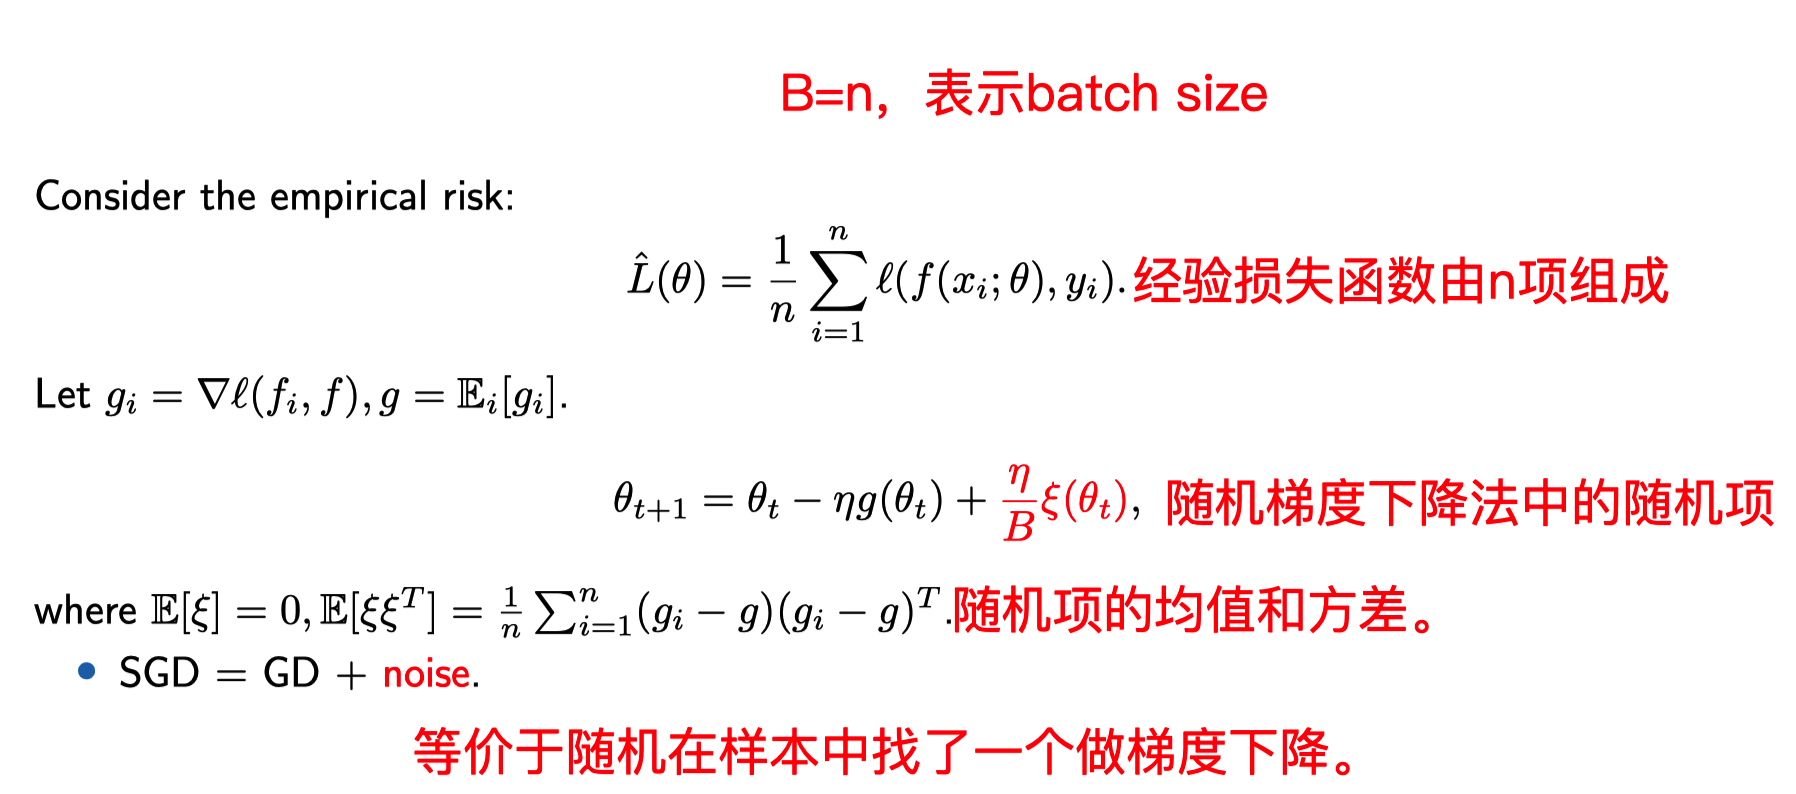 B=n，表示batch size
Consider the empirical risk:
$\hat{L}(\theta) = \frac{1}{n} \sum_{i=1}^{n} \ell(f(x_i; \theta), y_i).$ 经验损失函数由n项组成
Let $g_i = \nabla \ell(f_i, f), g = \mathbb{E}_i[g_i].$
$\theta_{t+1} = \theta_t - \eta g(\theta_t) + \frac{\eta}{B} \xi(\theta_t),$ 随机梯度下降法中的随机项
where $\mathbb{E}[\xi] = 0, \mathbb{E}[\xi \xi^T] = \frac{1}{n} \sum_{i=1}^{n} (g_i - g)(g_i - g)^T.$ 随机项的均值和方差。
• SGD = GD + noise.
等价于随机在样本中找了一个做梯度下降。